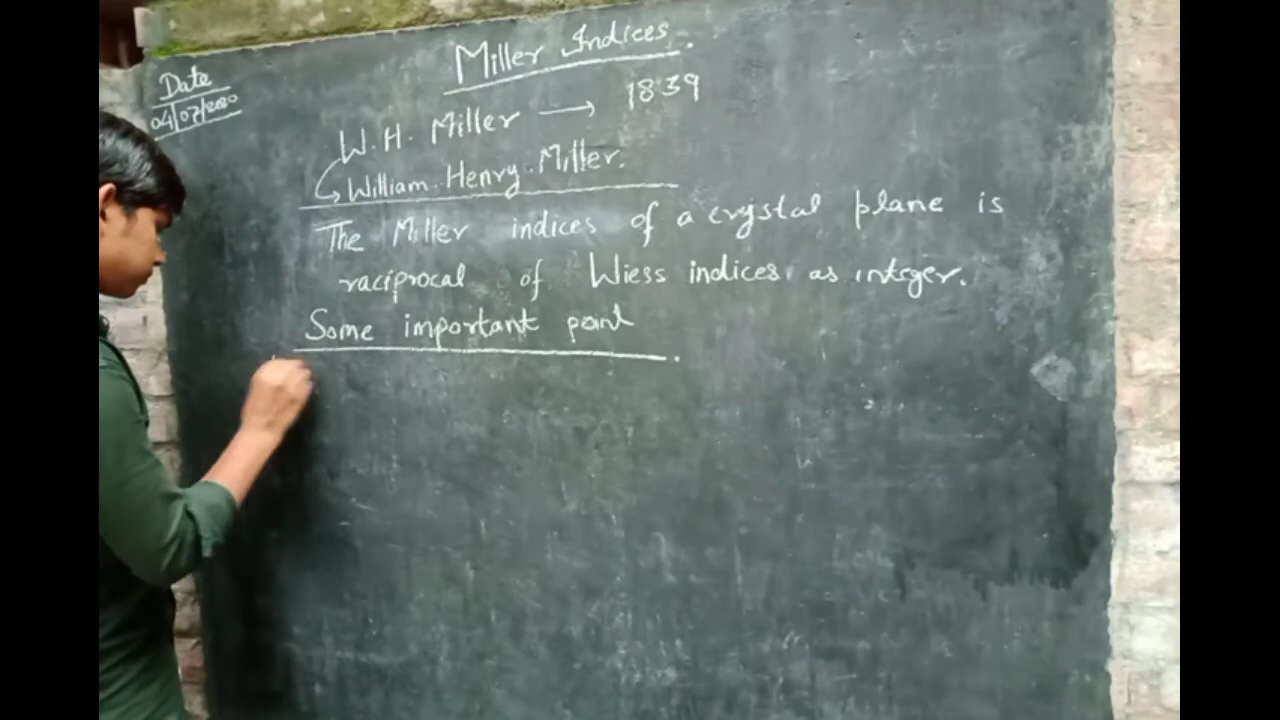 Miller Indices.
Date
04/07/2020
W.H. Miller → 1839
William. Henry. Miller.
The Miller indices of a crystal plane is
raciprocal of Wiess indices. as integer.
Some important point